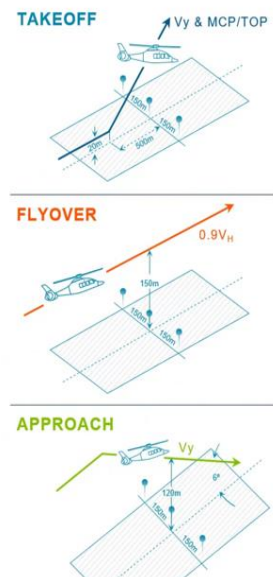 TAKEOFF
Vy & MCP/TOP
150m
150m
20m
500m
FLYOVER
0.9VH
150m
150m
150m
APPROACH
Vy
6°
120m
150m
150m